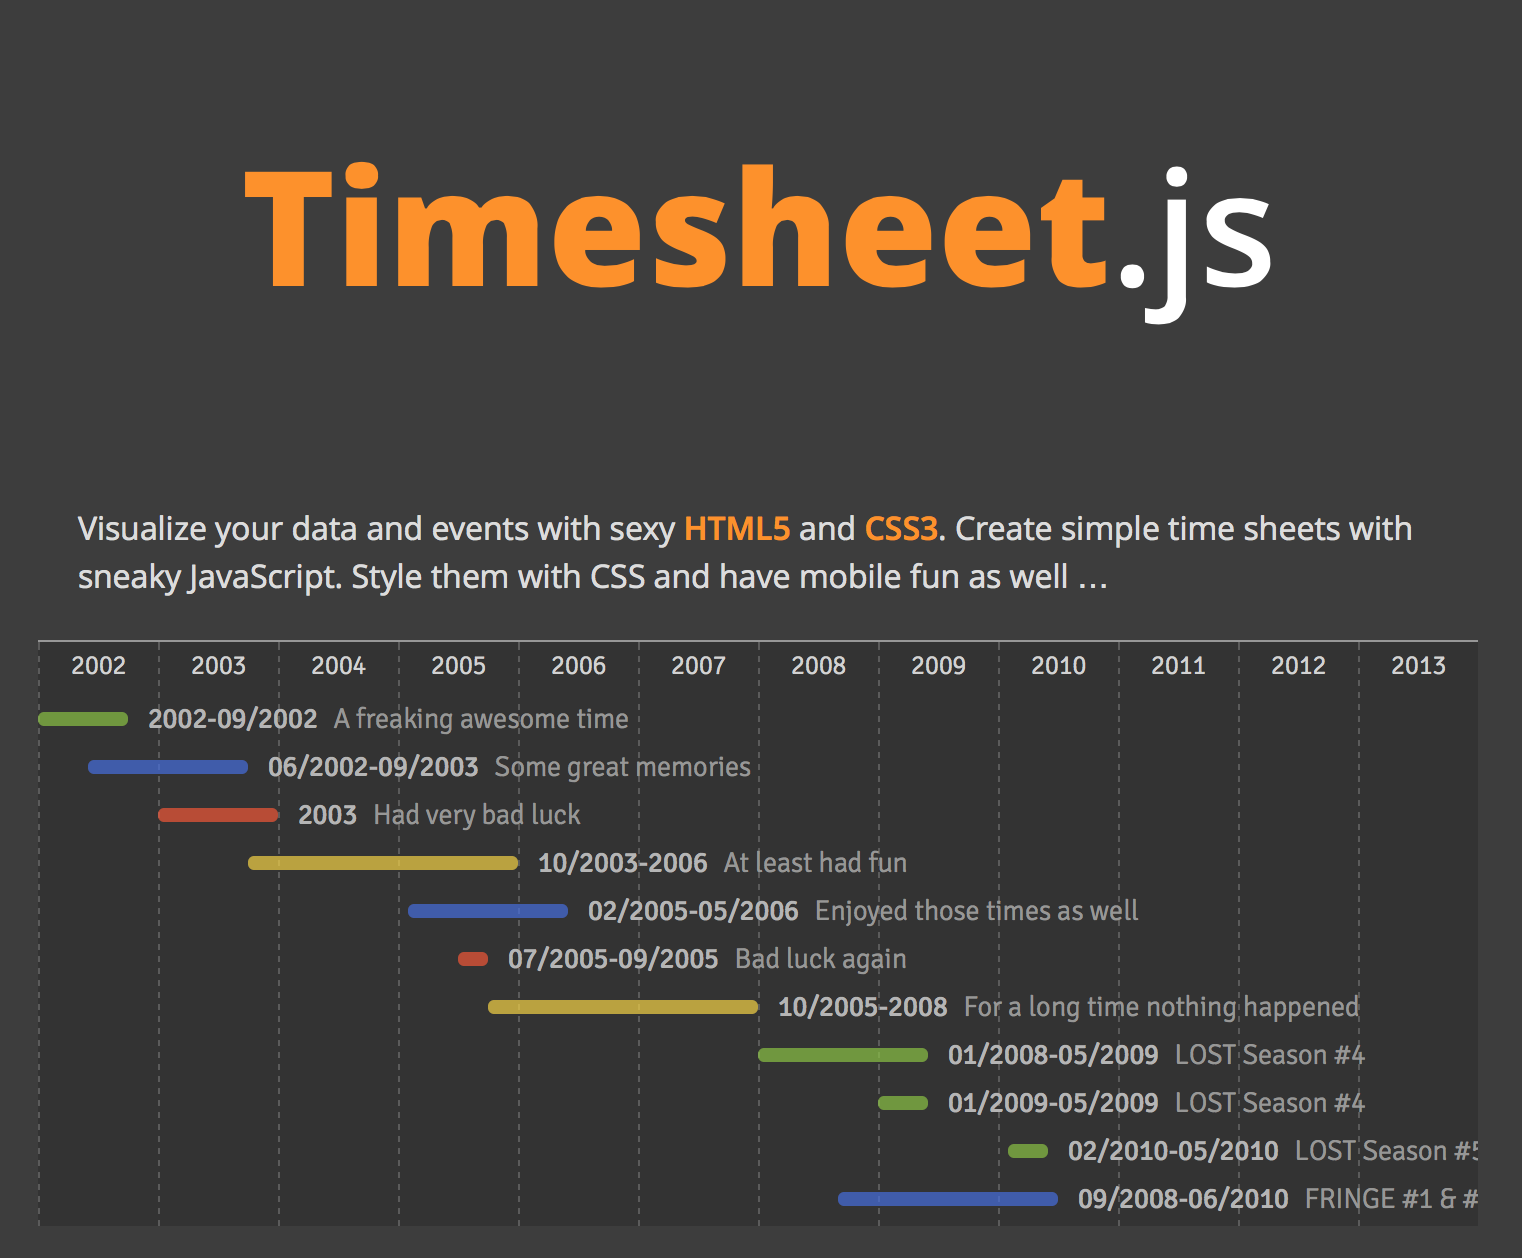 Timesheet.js
Visualize your data and events with sexy HTML5 and CSS3. Create simple time sheets with
sneaky JavaScript. Style them with CSS and have mobile fun as well …
2002 2003 2004 2005 2006 2007 2008 2009 2010 2011 2012 2013
2002-09/2002 A freaking awesome time
06/2002-09/2003 Some great memories
2003 Had very bad luck
10/2003-2006 At least had fun
02/2005-05/2006 Enjoyed those times as well
07/2005-09/2005 Bad luck again
10/2005-2008 For a long time nothing happened
01/2008-05/2009 LOST Season #4
01/2009-05/2009 LOST Season #4
02/2010-05/2010 LOST Season #5
09/2008-06/2010 FRINGE #1 & #